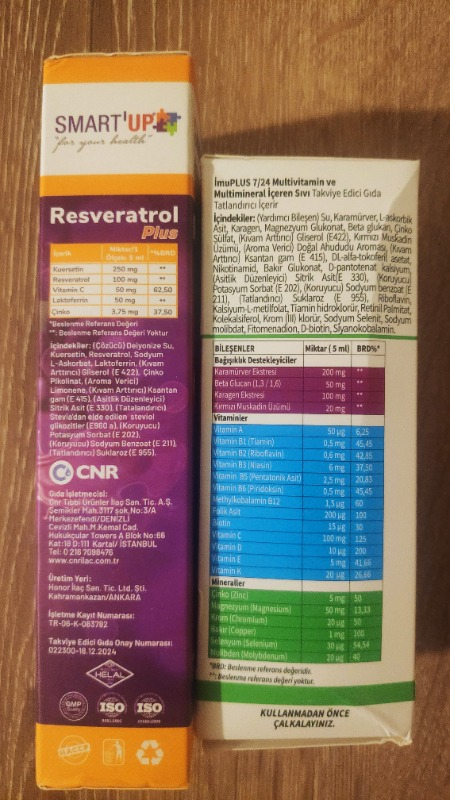 SMART'UP
"for your health"
Resveratrol
Plus
İçerik Miktar/1 Ölçek: 5 ml *%BRD
Kuersetin 250 mg **
Resveratrol 100 mg **
Vitamin C 50 mg 62,50
Laktoferrin 50 mg **
Çinko 3,75 mg 37,50
*Beslenme Referans Değeri
**: Beslenme Referans Değeri Yoktur
İçindekiler: (Çözücü) Deiyonize Su,
Kuersetin, Resveratrol, Sodyum
L-Askorbat, Laktoferrin, (Kıvam
Arttırıcı) Gliserol (E 422), Çinko
Pikolinat, (Aroma Verici)
Limonene, (Kıvam Arttırıcı) Ksantan
gam (E 415), (Asitlik Düzenleyici)
Sitrik Asit (E 330), (Tatalandırıcı)
Stevia'dan elde edilen steviol
glikozitler (E960 a), (Koruyucu)
Potasyum Sorbat (E 202),
(Koruyucu) Sodyum Benzoat (E 211),
(Tatlandırıcı) Sukraloz (E 955).
CNR
Gıda İşletmecisi:
Cnr Tıbbi Ürünler İlaç San. Tic. A.Ş.
Semikler Mah.3117 sok No:3/A
Merkezefendi/DENİZLİ
Cevizli Mah.M.Kemal Cad.
Hukukçular Towers A Blok No:66
Kat:18 D:111 Kartal/ İSTANBUL
Tel: 0 216 7098476
www.cnrilac.com.tr
Üretim Yeri:
Honor İlaç San. Tic. Ltd. Şti.
Kahramankazan/ANKARA
İşletme Kayıt Numarası:
TR-06-K-063782
Takviye Edici Gıda Onay Numarası:
022300-18.12.2024
HELAL
GMP
ISO
ISO
HACCP
İmuPLUS 7/24 Multivitamin ve
Multimineral İçeren Sıvı Takviye Edici Gıda
Tatlandırıcı İçerir
İçindekiler: (Yardımcı Bileşen) Su, Karamürver, L-askorbik
Asit, Karagen, Magnezyum Glukonat, Beta glukan, Çinko
Sülfat, (Kıvam Arttırıcı) Gliserol (E422), Kırmızı Muskadin
Üzümü, (Aroma Verici) Doğal Ahududu Aroması, (Kıvam
Arttırıcı) Ksantan gam (E 415), DL-alfa-tokoferil asetat,
Nikotinamid, Bakır Glukonat, D-pantotenat kalsiyum,
(Asitlik Düzenleyici) Sitrik Asit(E 330), (Koruyucu)
Potasyum Sorbat (E 202), (Koruyucu) Sodyum benzoat (E
211), (Tatlandırıcı) Sukraloz (E 955), Riboflavin,
Kalsiyum-L-metilfolat, Tiamin hidroklorür, Retinil Palmitat,
Kolekalsiferol, Krom (III) klorür, Sodyum Selenit, Sodyum
molibdat, Fitomenadion, D-biotin, Siyanokobalamin.
BİLEŞENLER Miktar ( 5 ml) BRD%*
Bağışıklık Destekleyiciler
Karamürver Ekstresi 200 mg **
Beta Glucan (1,3 / 1,6) 50 mg **
Karagen Ekstresi 100 mg **
Kırmızı Muskadin Üzümü 20 mg **
Vitaminler
Vitamin A 50 µg 6,25
Vitamin B1 (Tiamin) 0,5 mg 45,45
Vitamin B2 (Riboflavin) 0,6 mg 42,85
Vitamin B3 (Niasin) 6 mg 37,50
Vitamin B5 (Pentatonik Asit) 2,5 mg 20,83
Vitamin B6 (Piridoksin) 0,5 mg 45,45
Methylkobalamin B12 1,5 µg 60
Folik Asit 200 µg 100
Biotin 15 µg 30
Vitamin C 100 mg 125
Vitamin D 10 µg 200
Vitamin E 5 mg 41,66
Vitamin K 20 µg 26,66
Mineraller
Çinko (Zinc) 5 mg 50
Magnezyum (Magnesium) 50 mg 13,33
Krom (Chromium) 20 µg 50
Bakır (Copper) 1 mg 100
Selenyum (Selenium) 30 µg 54,54
Molibden (Molybdenum) 20 µg 40
*BRD: Beslenme referans değeridir.
**: Beslenme referans değeri yoktur.
KULLANMADAN ÖNCE
ÇALKALAYINIZ.